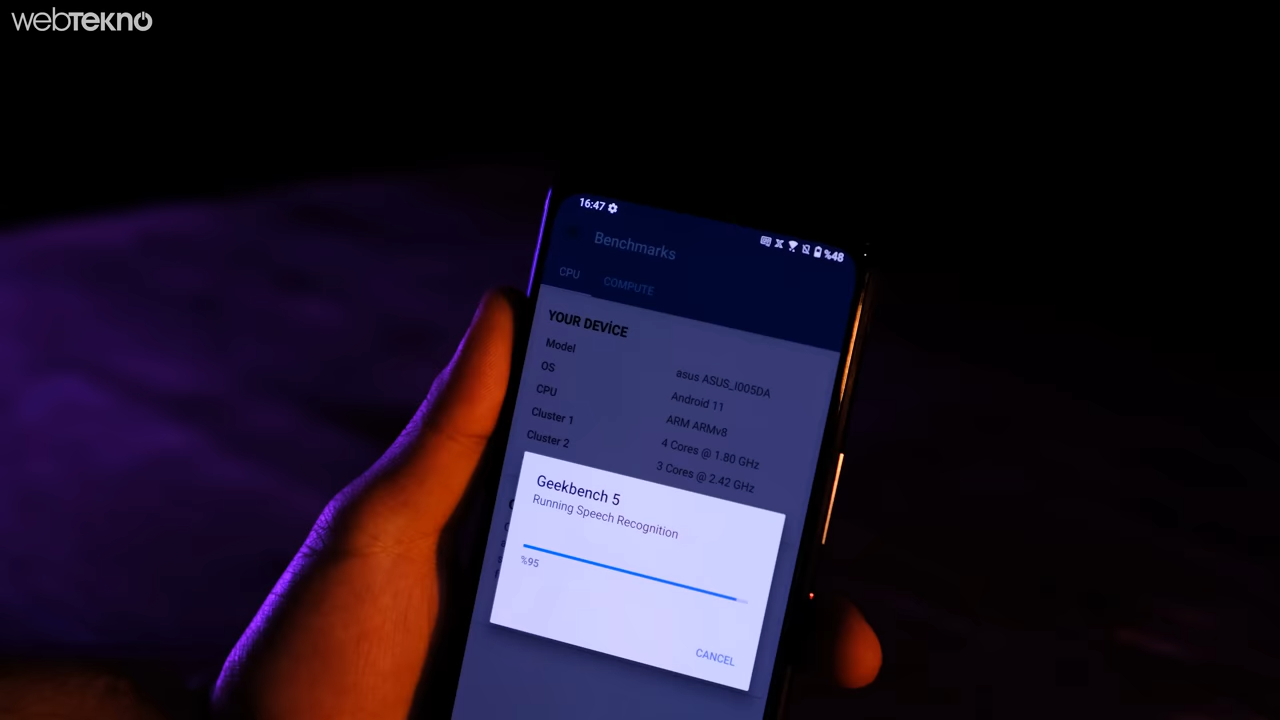 webTEKNO
16:47
%48
Benchmarks
CPU COMPUTE
YOUR DEVİCE
Model asus ASUS_I005DA
OS Android 11
CPU ARM ARMv8
Cluster 1 4 Cores @ 1.80 GHz
Cluster 2 3 Cores @ 2.42 GHz
Geekbench 5
Running Speech Recognition
%95
CANCEL